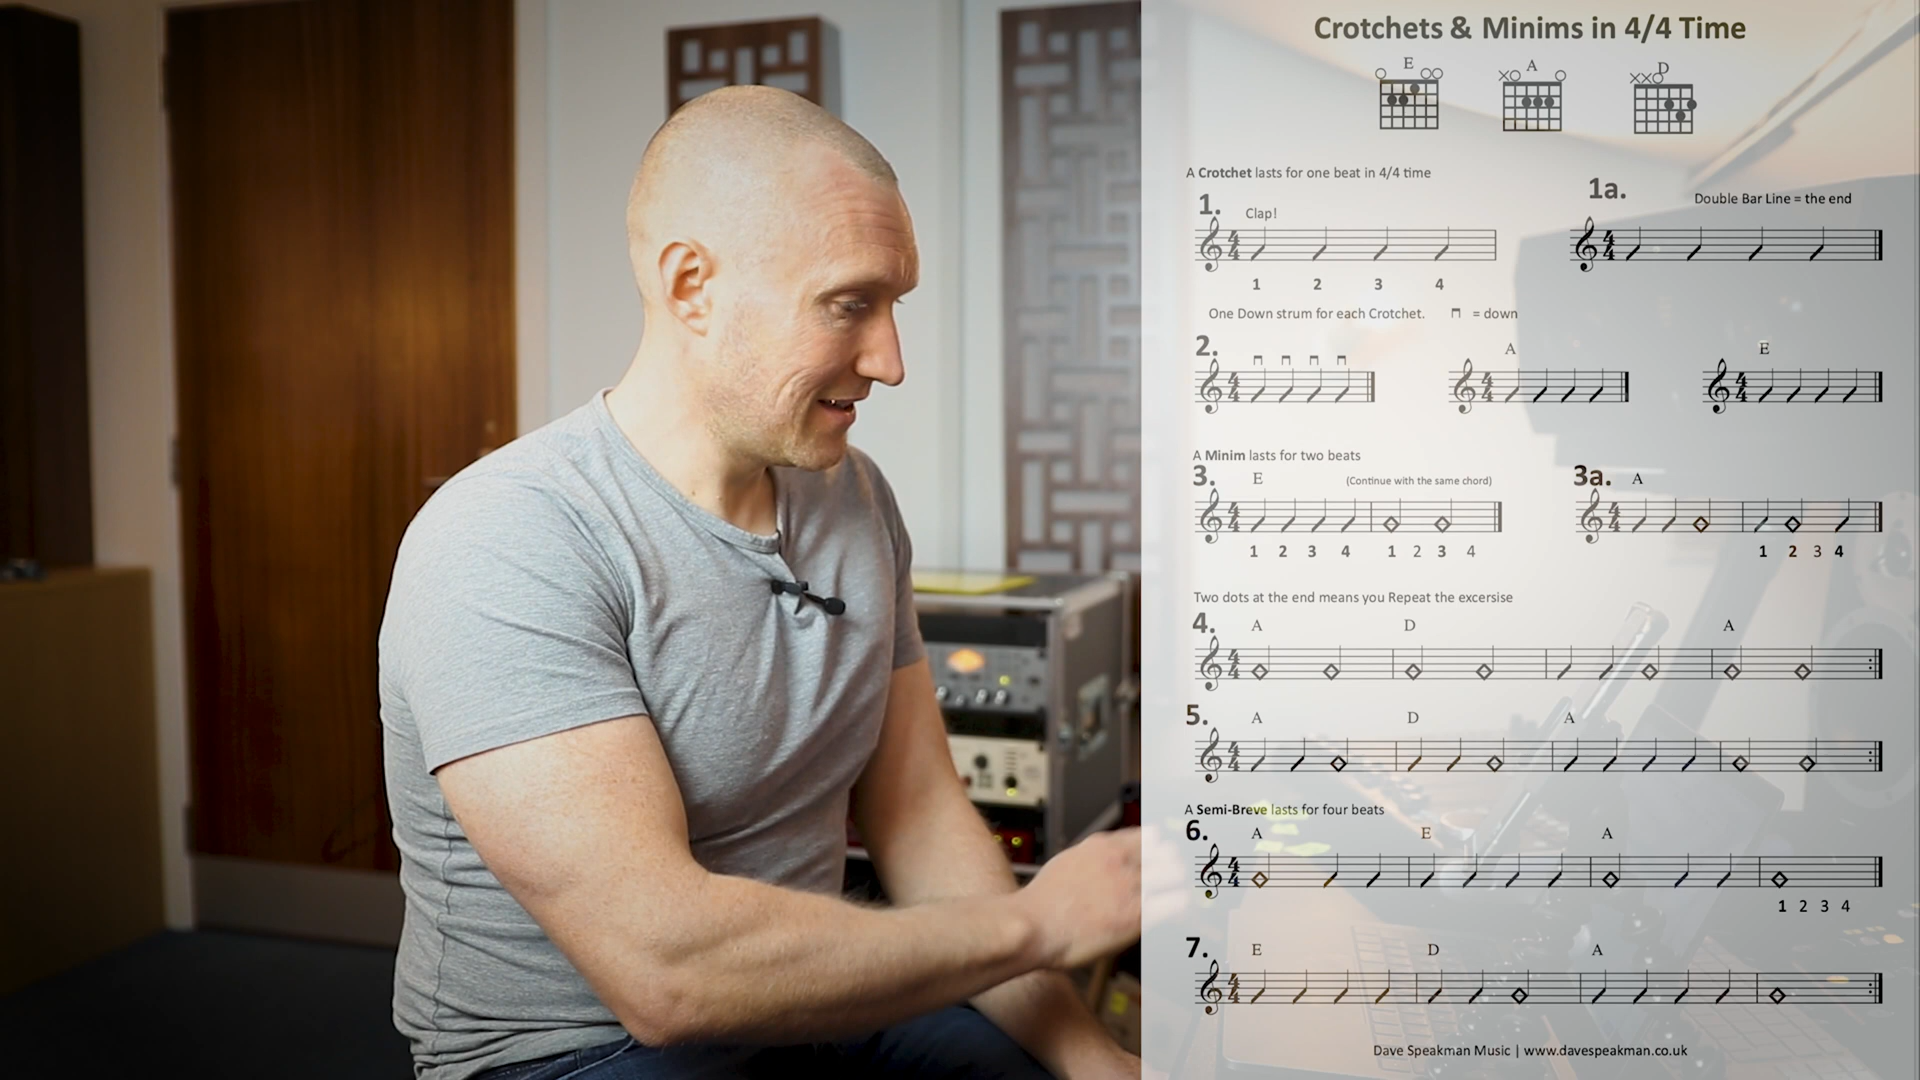 Crotchets & Minims in 4/4 Time
E A D
A Crotchet lasts for one beat in 4/4 time
1. Clap!
1 2 3 4
1a. Double Bar Line = the end
One Down strum for each Crotchet. = down
2. A E
A Minim lasts for two beats
3. E (Continue with the same chord)
1 2 3 4 1 2 3 4
3a. A
1 2 3 4
Two dots at the end means you Repeat the excersise
4. A D A
5. A D A
A Semi-Breve lasts for four beats
6. A E A
1 2 3 4
7. E D A
Dave Speakman Music | www.davespeakman.co.uk